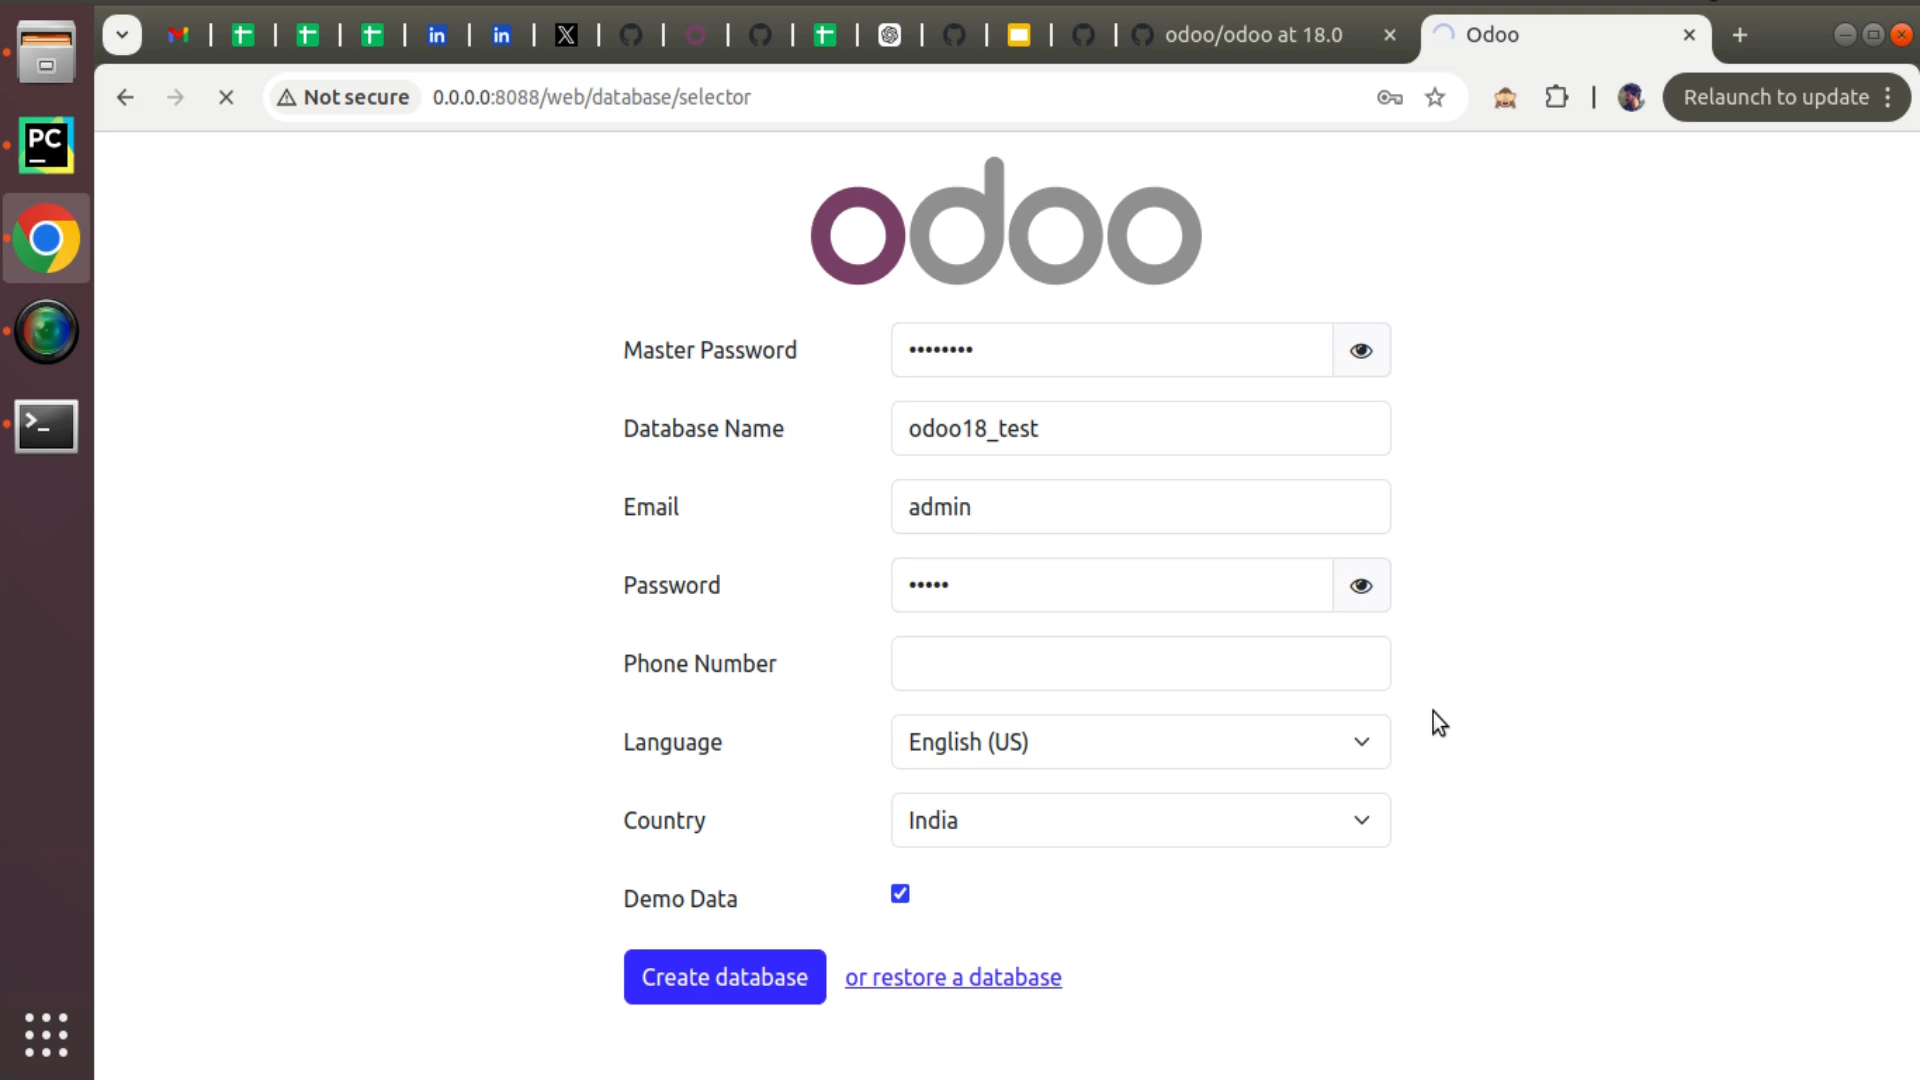 odoo/odoo at 18.0
Odoo
Not secure
0.0.0.0:8088/web/database/selector
Relaunch to update
PC
odoo
Master Password
••••••••
Database Name
odoo18_test
Email
admin
Password
•••••
Phone Number
Language
English (US)
Country
India
Demo Data
Create database
or restore a database